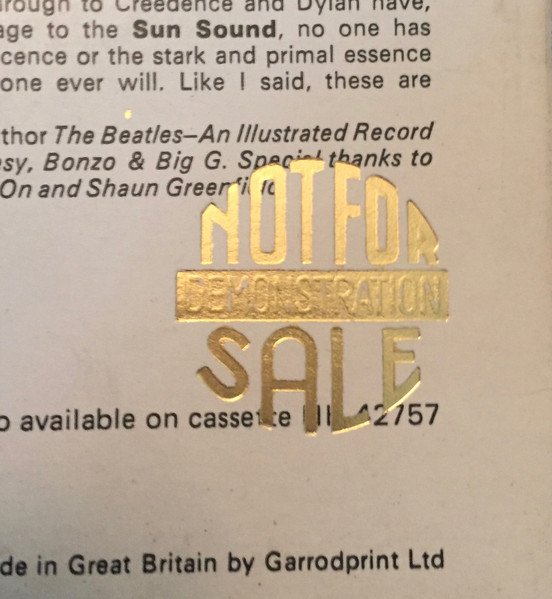 rough to Creedence and Dylan have,
age to the Sun Sound, no one has
cence or the stark and primal essence
one ever will. Like I said, these are
thor The Beatles—An Illustrated Record
sy, Bonzo & Big G. Special thanks to
On and Shaun Greenfield
NOT FOR
DEMONSTRATION
SALE
o available on cassette 42757
de in Great Britain by Garrodprint Ltd